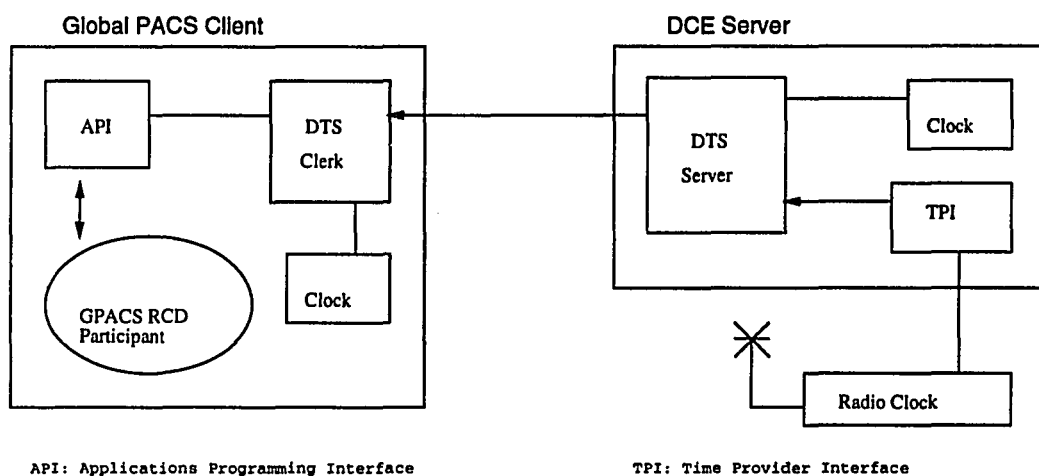 Global PACS Client
DCE Server
API
DTS
Clerk
Clock
GPACS RCD
Participant
DTS
Server
Clock
TPI
Radio Clock
API: Applications Programming Interface
TPI: Time Provider Interface